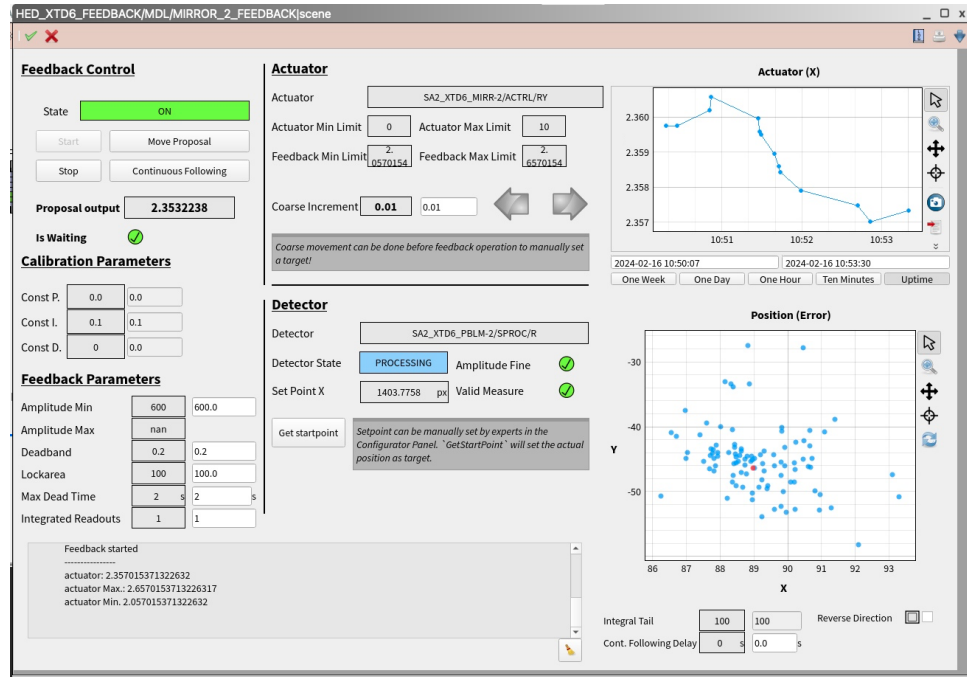 HED_XTD6_FEEDBACK/MDL/MIRROR_2_FEEDBACK|scene
Feedback Control
State ON
Start Move Proposal
Stop Continuous Following
Proposal output 2.3532238
Is Waiting
Calibration Parameters
Const P. 0.0 0.0
Const I. 0.1 0.1
Const D. 0 0.0
Feedback Parameters
Amplitude Min 600 600.0
Amplitude Max nan
Deadband 0.2 0.2
Lockarea 100 100.0
Max Dead Time 2 s 2 s
Integrated Readouts 1 1
Feedback started
----------------
actuator: 2.357015371322632
actuator Max.: 2.6570153713226317
actuator Min. 2.057015371322632
Actuator
Actuator SA2_XTD6_MIRR-2/ACTRL/RY
Actuator Min Limit 0 Actuator Max Limit 10
Feedback Min Limit 2.0570154 Feedback Max Limit 2.6570154
Coarse Increment 0.01 0.01
Coarse movement can be done before feedback operation to manually set
a target!
Detector
Detector SA2_XTD6_PBLM-2/SPROC/R
Detector State PROCESSING Amplitude Fine
Set Point X 1403.7758 px Valid Measure
Get startpoint
Setpoint can be manually set by experts in the
Configurator Panel. `GetStartPoint` will set the actual
position as target.
Actuator (X)
2.360
2.359
2.358
2.357
10:51 10:52 10:53
2024-02-16 10:50:07 2024-02-16 10:53:30
One Week One Day One Hour Ten Minutes Uptime
Position (Error)
-30
-40
Y
-50
86 87 88 89 90 91 92 93
X
Integral Tail 100 100 Reverse Direction
Cont. Following Delay 0 s 0.0 s